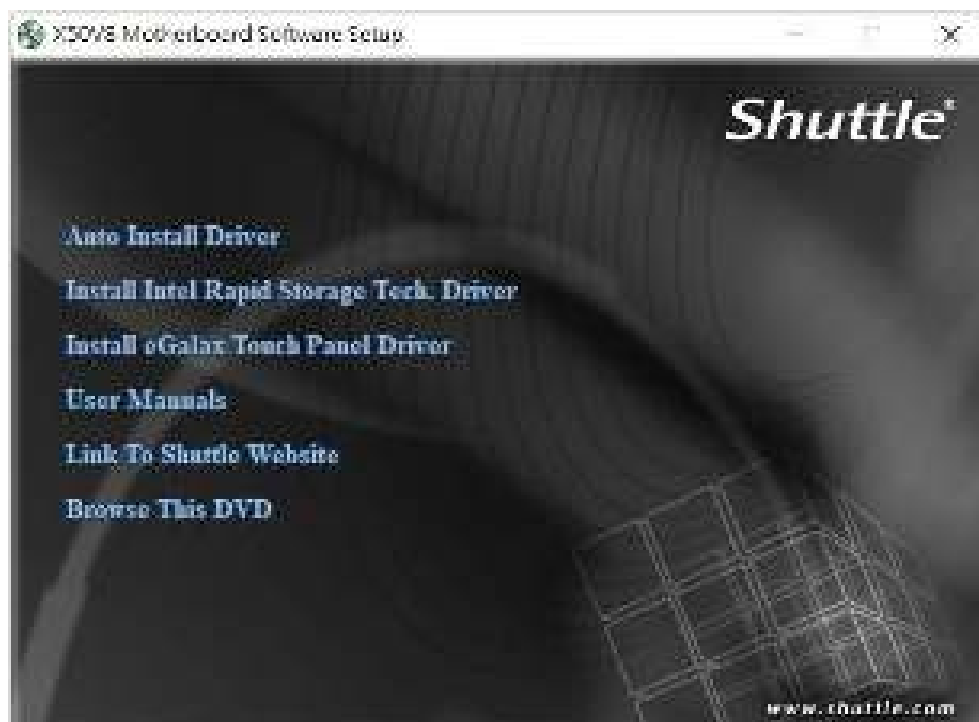 X50V8 Motherboard Software Setup
Shuttle®
Auto Install Driver
Install Intel Rapid Storage Tech. Driver
Install eGalax Touch Panel Driver
User Manuals
Link To Shuttle Website
Browse This DVD
www.shuttle.com